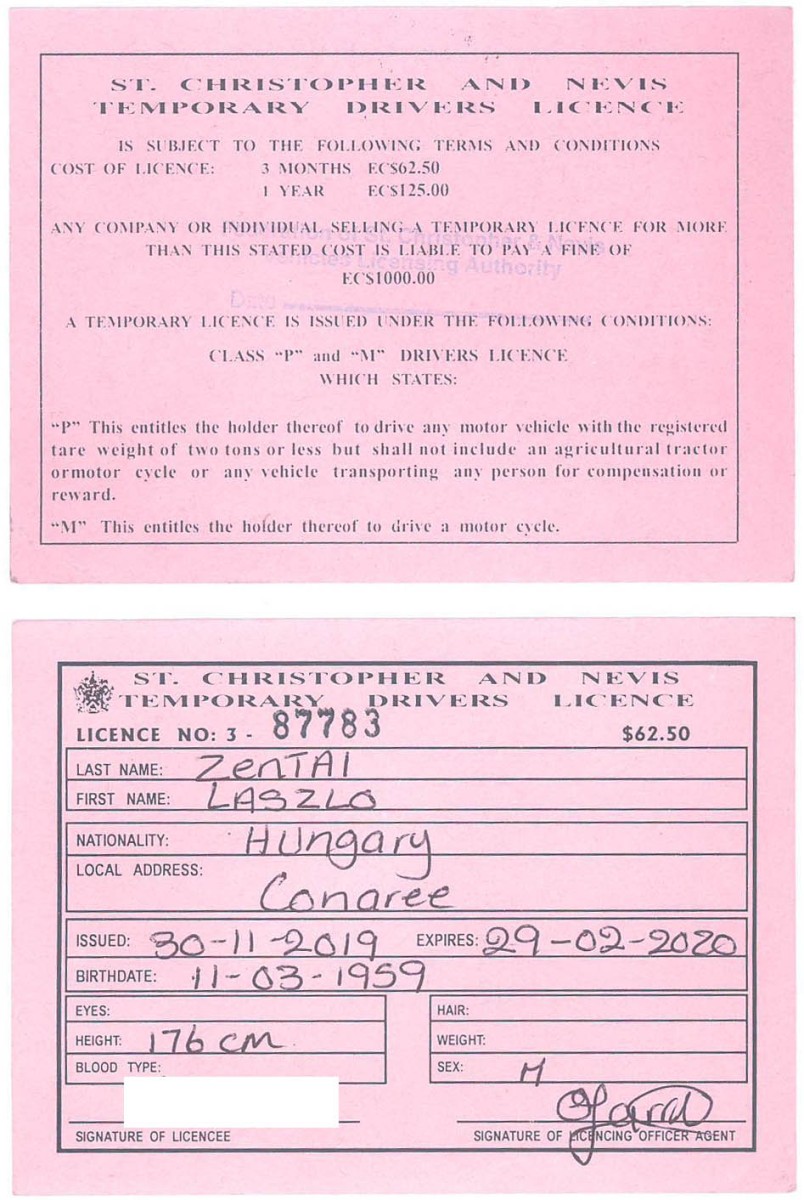 ST. CHRISTOPHER AND NEVIS
TEMPORARY DRIVERS LICENCE
IS SUBJECT TO THE FOLLOWING TERMS AND CONDITIONS
COST OF LICENCE: 3 MONTHS EC$62.50
1 YEAR EC$125.00
ANY COMPANY OR INDIVIDUAL SELLING A TEMPORARY LICENCE FOR MORE
THAN THIS STATED COST IS LIABLE TO PAY A FINE OF
EC$1000.00
of St. Christopher & Nevis
Licensing Authority
Date
A TEMPORARY LICENCE IS ISSUED UNDER THE FOLLOWING CONDITIONS:
CLASS “P” and “M” DRIVERS LICENCE
WHICH STATES:
“P” This entitles the holder thereof to drive any motor vehicle with the registered
tare weight of two tons or less but shall not include an agricultural tractor
ormotor cycle or any vehicle transporting any person for compensation or
reward.
“M” This entitles the holder thereof to drive a motor cycle.
ST. CHRISTOPHER AND NEVIS
TEMPORARY DRIVERS LICENCE
LICENCE NO: 3 - 87783 $62.50
LAST NAME: ZenTAI
FIRST NAME: LASZLO
NATIONALITY: HUngary
LOCAL ADDRESS:
Conaree
ISSUED: 30-11-2019 EXPIRES: 29-02-2020
BIRTHDATE: 11-03-1959
EYES: HAIR:
HEIGHT: 176 cm WEIGHT:
BLOOD TYPE: SEX: M
SIGNATURE OF LICENCEE SIGNATURE OF LICENCING OFFICER AGENT